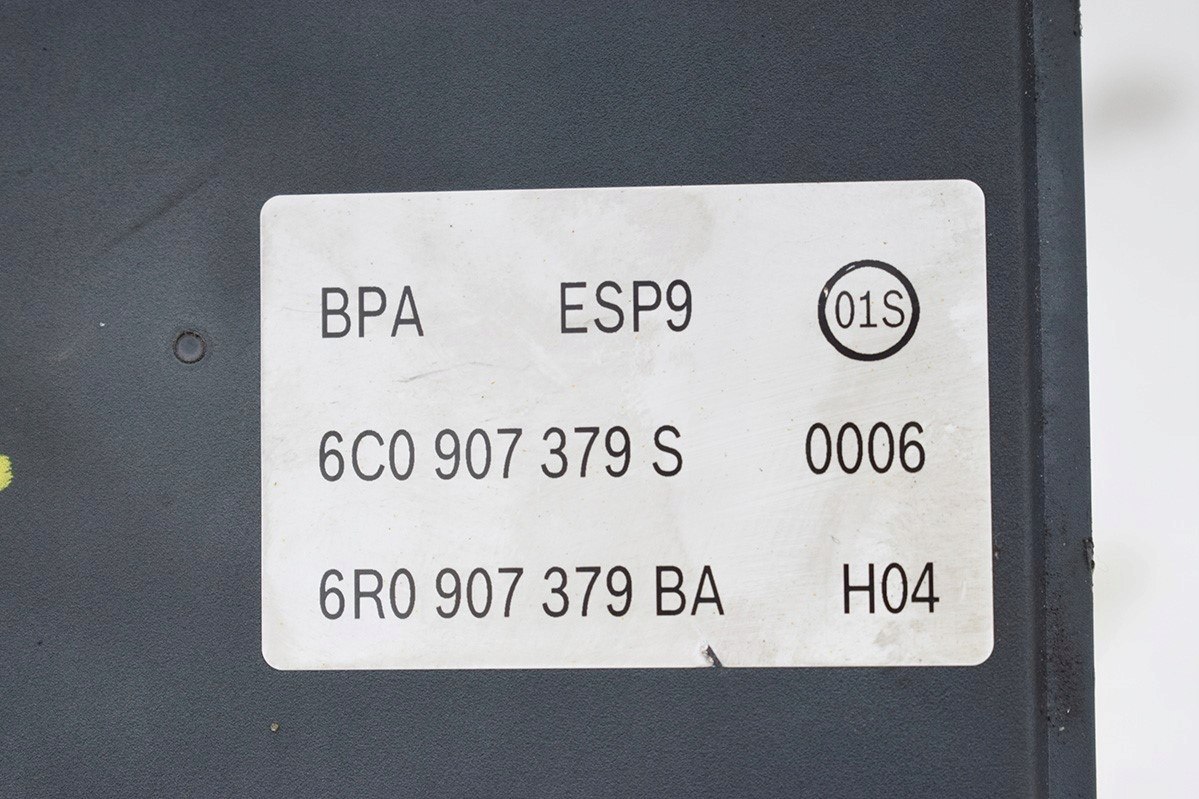 BPA ESP9 01S
6C0 907 379 S 0006
6R0 907 379 BA H04